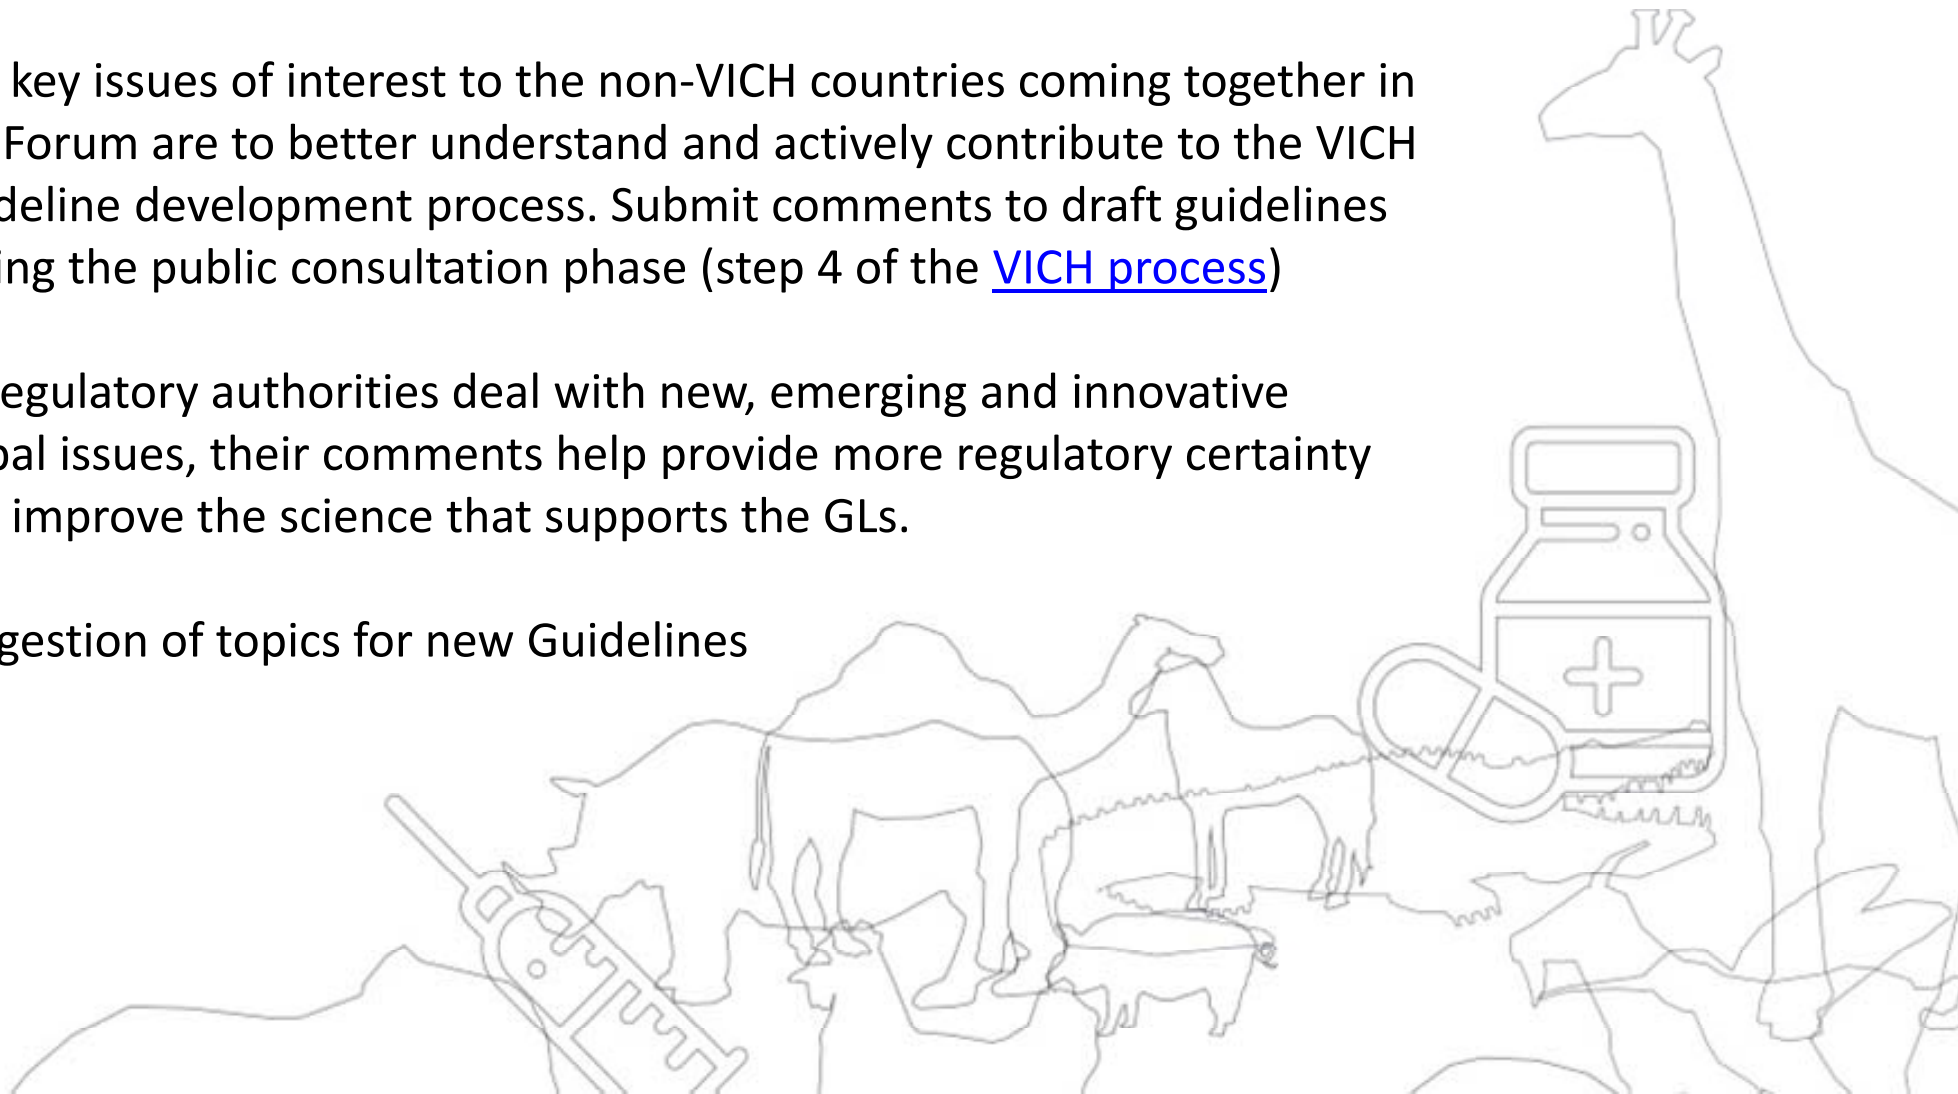 key issues of interest to the non-VICH countries coming together in
Forum are to better understand and actively contribute to the VICH
deline development process. Submit comments to draft guidelines
ing the public consultation phase (step 4 of the VICH process)
egulatory authorities deal with new, emerging and innovative
bal issues, their comments help provide more regulatory certainty
improve the science that supports the GLs.
gestion of topics for new Guidelines